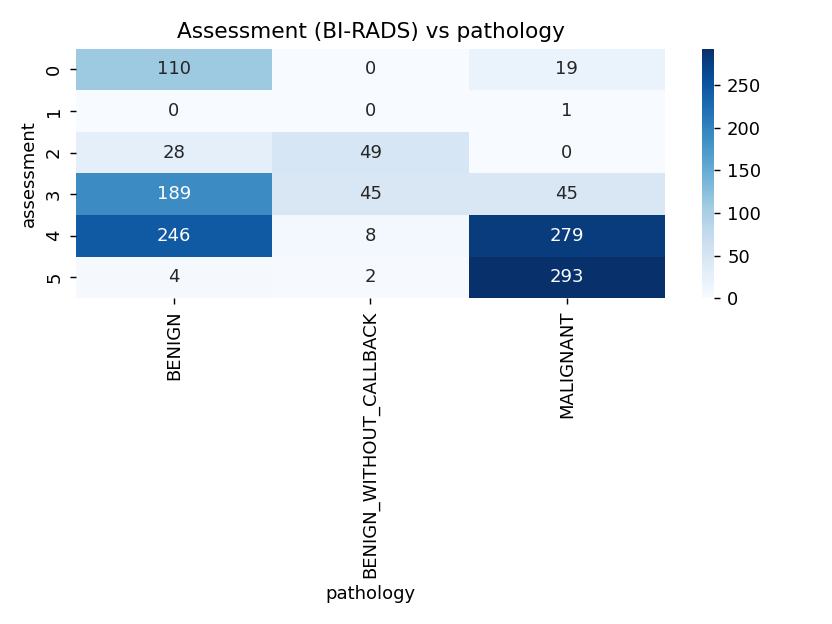 Assessment (BI-RADS) vs pathology
assessment
0 110 0 19
1 0 0 1
2 28 49 0
3 189 45 45
4 246 8 279
5 4 2 293
BENIGN
BENIGN_WITHOUT_CALLBACK
MALIGNANT
pathology
250
200
150
100
50
0